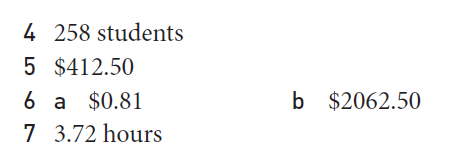 4 258 students
5 $412.50
6 a $0.81 b $2062.50
7 3.72 hours